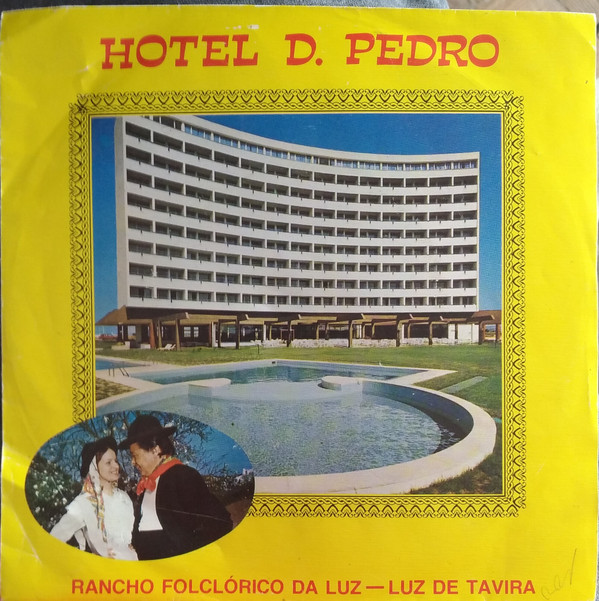 HOTEL D. PEDRO
RANCHO FOLCLÓRICO DA LUZ — LUZ DE TAVIRA